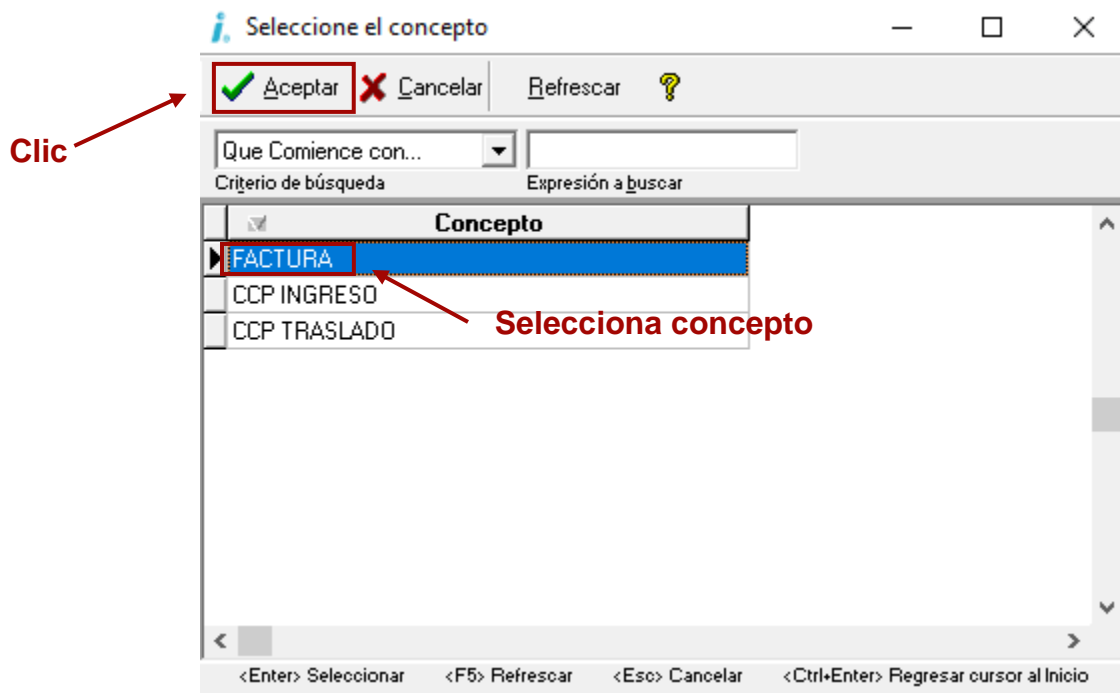 Seleccione el concepto
Aceptar Cancelar Refrescar
Clic
Que Comience con...
Criterio de búsqueda Expresión a buscar
Concepto
FACTURA
CCP INGRESO
Selecciona concepto
CCP TRASLADO
<Enter> Seleccionar <F5> Refrescar <Esc> Cancelar <Ctrl+Enter> Regresar cursor al Inicio